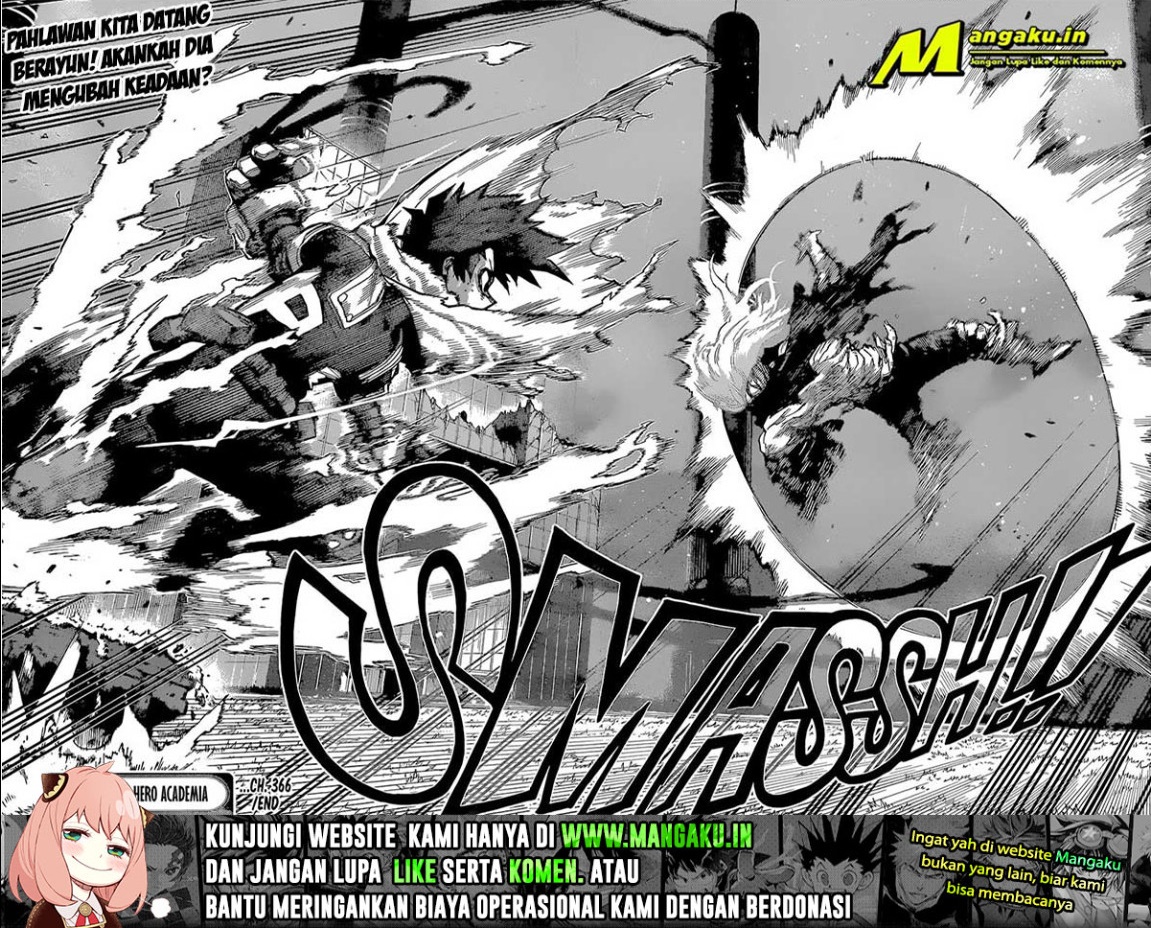 PAHLAWAN KITA DATANG
BERAYUN! AKANKAH DIA
MENGUBAH KEADAAN?
Mangaku.in
Jangan Lupa Like dan Komennya
SMASSH!!
HERO ACADEMIA
...CH.-366
/END
KUNJUNGI WEBSITE KAMI HANYA DI WWW.MANGAKU.IN
DAN JANGAN LUPA LIKE SERTA KOMEN. ATAU
BANTU MERINGANKAN BIAYA OPERASIONAL KAMI DENGAN BERDONASI
Ingat yah di website Mangaku
bukan yang lain, biar kami
bisa membacanya